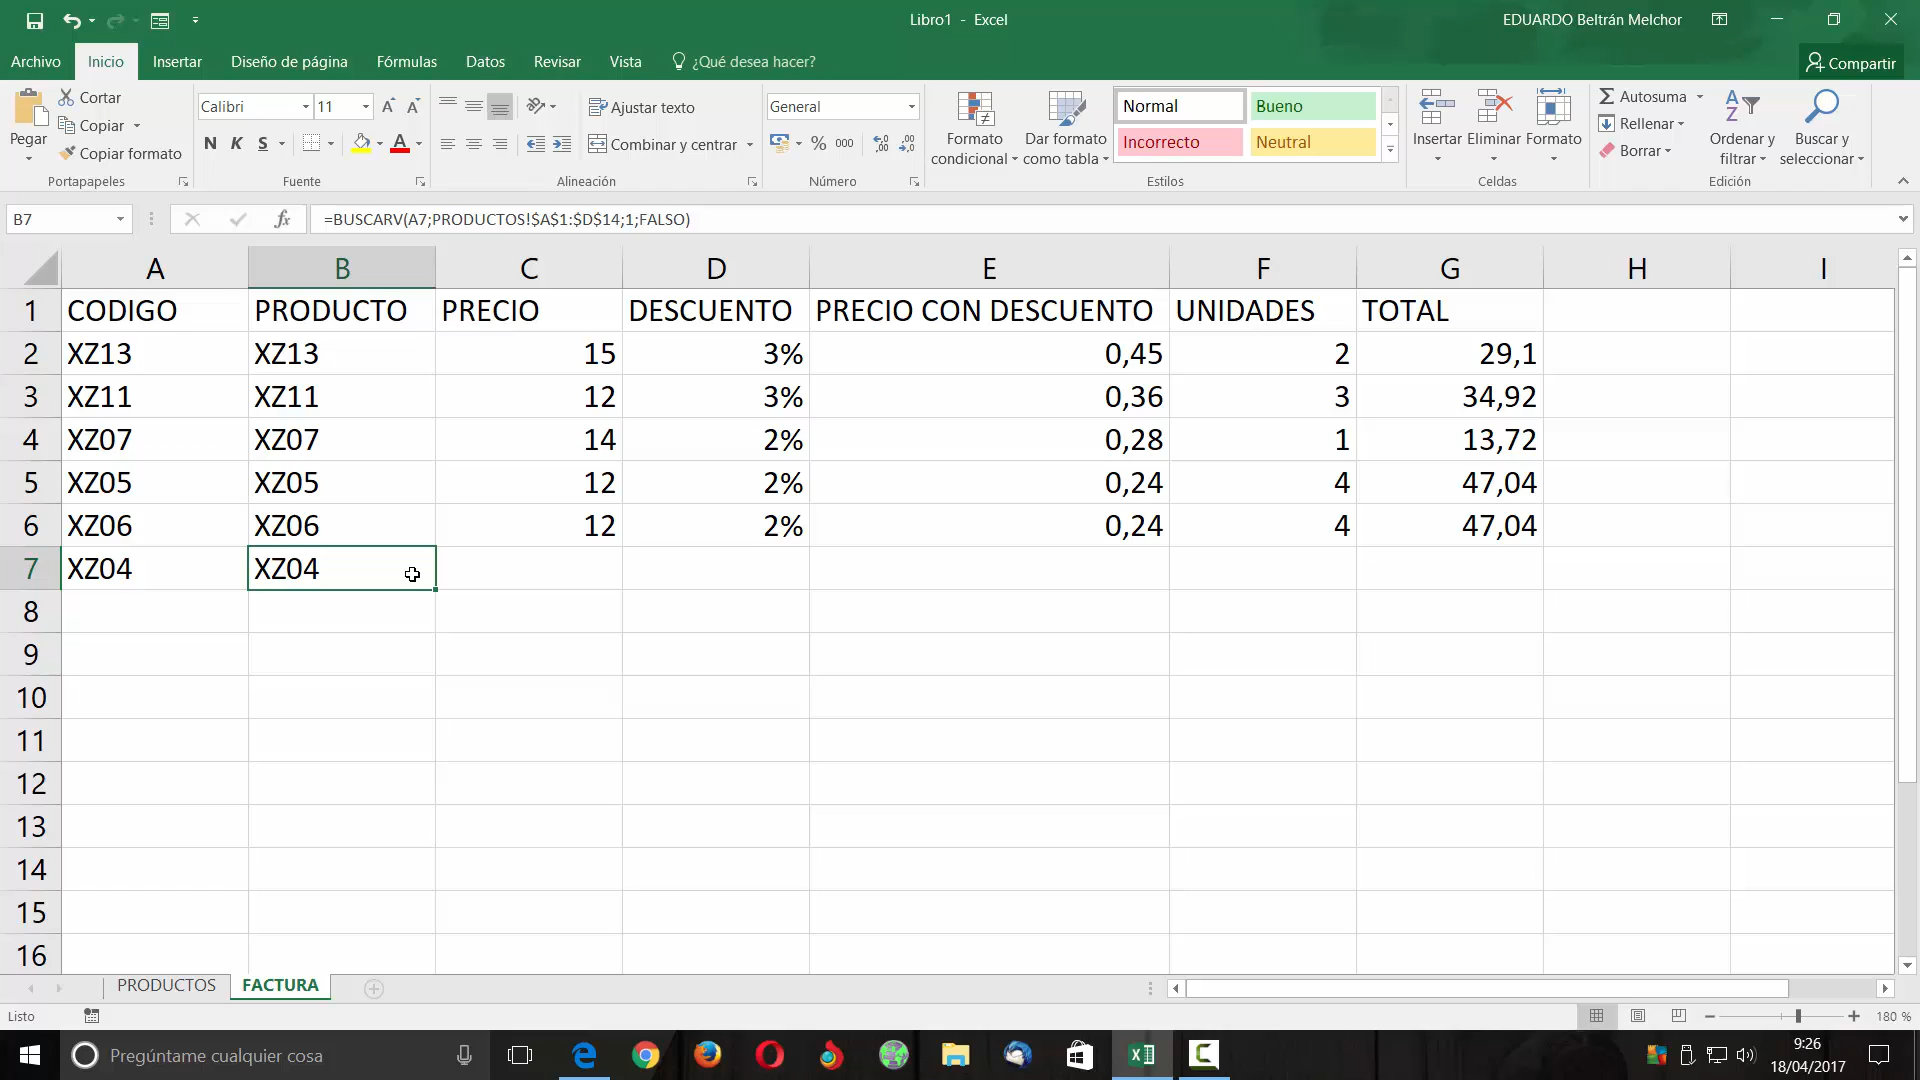 Libro1 - Excel
EDUARDO Beltrán Melchor
Archivo Inicio Insertar Diseño de página Fórmulas Datos Revisar Vista ¿Qué desea hacer? Compartir
Pegar
Cortar
Copiar
Copiar formato
Portapapeles
Calibri 11
N K S
Fuente
Ajustar texto
Combinar y centrar
Alineación
General
% 000
Número
Formato condicional
Dar formato como tabla
Normal Bueno
Incorrecto Neutral
Estilos
Insertar Eliminar Formato
Celdas
Autosuma
Rellenar
Borrar
Ordenar y filtrar
Buscar y seleccionar
Edición
B7 fx =BUSCARV(A7;PRODUCTOS!$A$1:$D$14;1;FALSO)
A B C D E F G H I
1 CODIGO PRODUCTO PRECIO DESCUENTO PRECIO CON DESCUENTO UNIDADES TOTAL
2 XZ13 XZ13 15 3% 0,45 2 29,1
3 XZ11 XZ11 12 3% 0,36 3 34,92
4 XZ07 XZ07 14 2% 0,28 1 13,72
5 XZ05 XZ05 12 2% 0,24 4 47,04
6 XZ06 XZ06 12 2% 0,24 4 47,04
7 XZ04 XZ04
8
9
10
11
12
13
14
15
16
PRODUCTOS FACTURA
Listo
180 %
Pregúntame cualquier cosa
9:26
18/04/2017